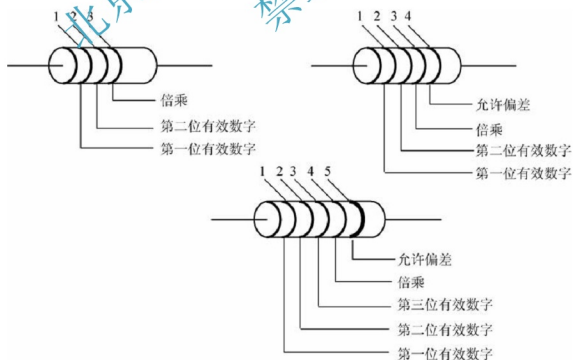 北京
禁
1 2 3
倍乘
第二位有效数字
第一位有效数字
1 2 3 4
允许偏差
倍乘
第二位有效数字
第一位有效数字
1 2 3 4 5
允许偏差
倍乘
第三位有效数字
第二位有效数字
第一位有效数字